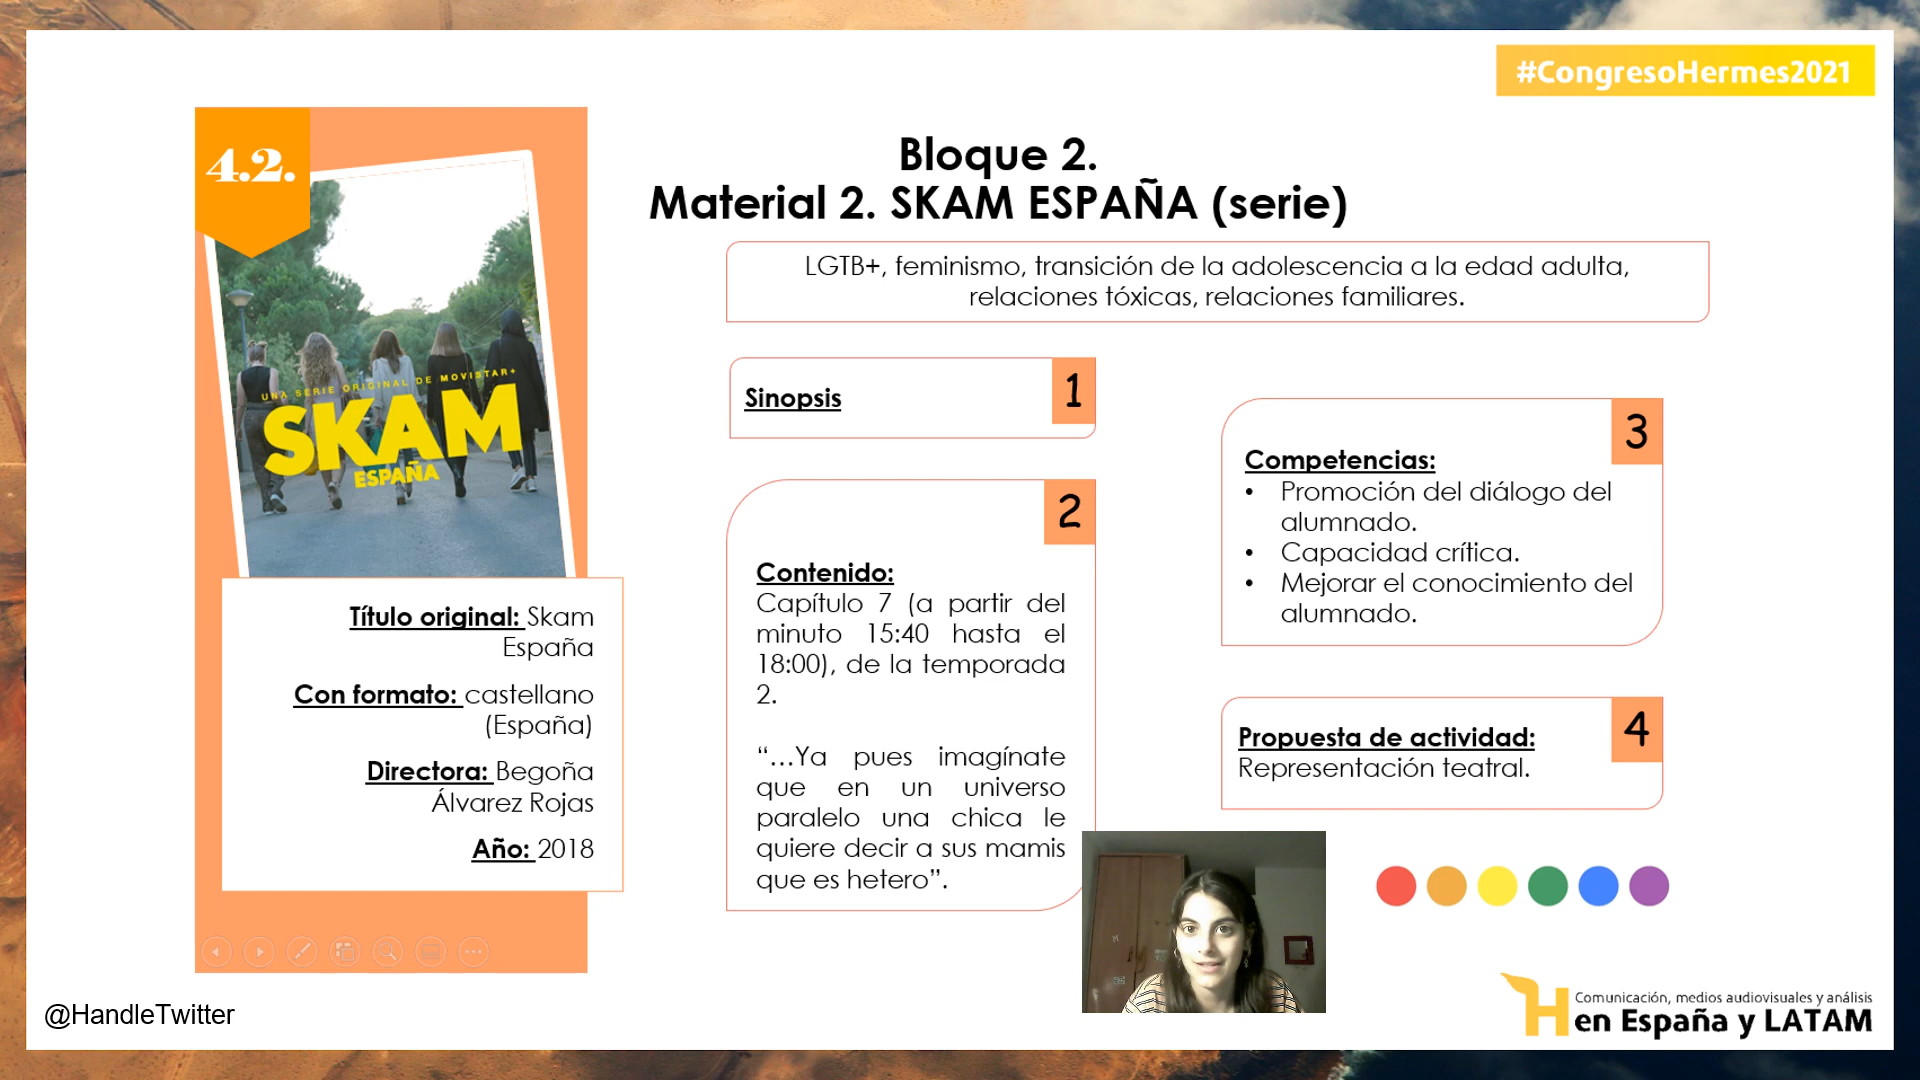 #CongresoHermes2021
4.2.
UNA SERIE ORIGINAL DE MOVISTAR+
SKAM
ESPAÑA
Título original: Skam
España
Con formato: castellano
(España)
Directora: Begoña
Álvarez Rojas
Año: 2018
Bloque 2.
Material 2. SKAM ESPAÑA (serie)
LGTB+, feminismo, transición de la adolescencia a la edad adulta,
relaciones tóxicas, relaciones familiares.
Sinopsis
1
2
Contenido:
Capítulo 7 (a partir del
minuto 15:40 hasta el
18:00), de la temporada
2.
“…Ya pues imagínate
que en un universo
paralelo una chica le
quiere decir a sus mamis
que es hetero”.
3
Competencias:
• Promoción del diálogo del
alumnado.
• Capacidad crítica.
• Mejorar el conocimiento del
alumnado.
4
Propuesta de actividad:
Representación teatral.
@HandleTwitter
H
Comunicación, medios audiovisuales y análisis
en España y LATAM